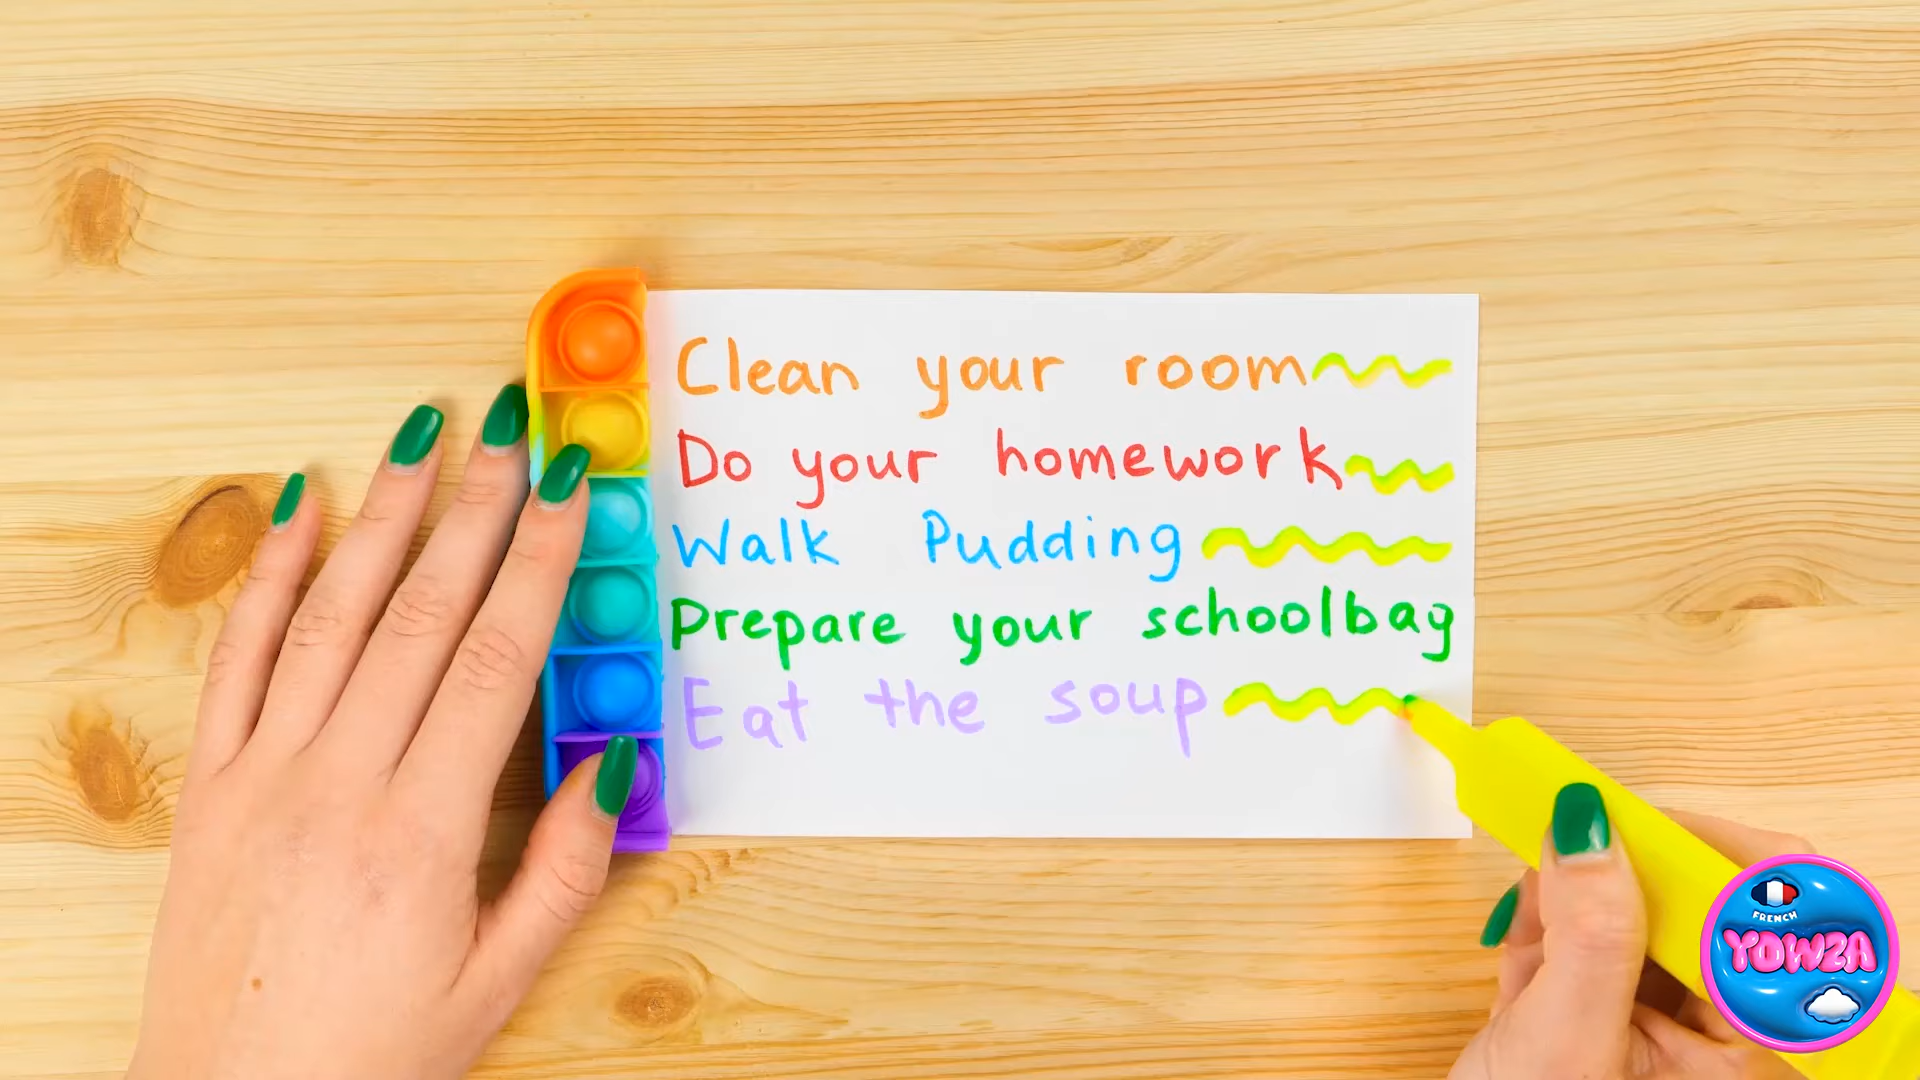 Clean your room
Do your homework
Walk Pudding
Prepare your schoolbag
Eat the soup
FRENCH
YOWZA